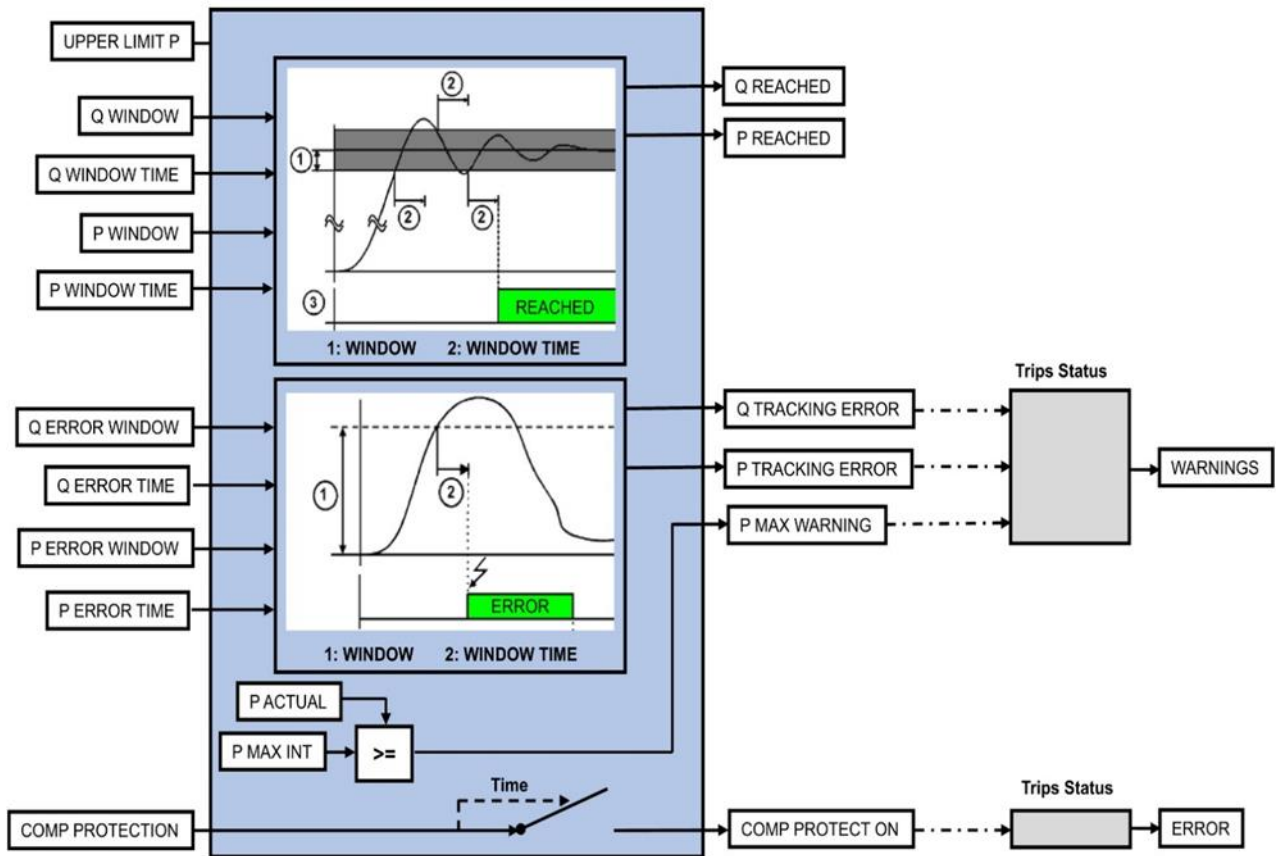 UPPER LIMIT P
Q WINDOW
Q WINDOW TIME
P WINDOW
P WINDOW TIME
2
1
2
2
3
REACHED
1: WINDOW 2: WINDOW TIME
Q REACHED
P REACHED
Q ERROR WINDOW
Q ERROR TIME
P ERROR WINDOW
P ERROR TIME
1
2
ERROR
1: WINDOW 2: WINDOW TIME
Q TRACKING ERROR
P TRACKING ERROR
P MAX WARNING
Trips Status
WARNINGS
P ACTUAL
P MAX INT
>=
Time
COMP PROTECTION
COMP PROTECT ON
Trips Status
ERROR